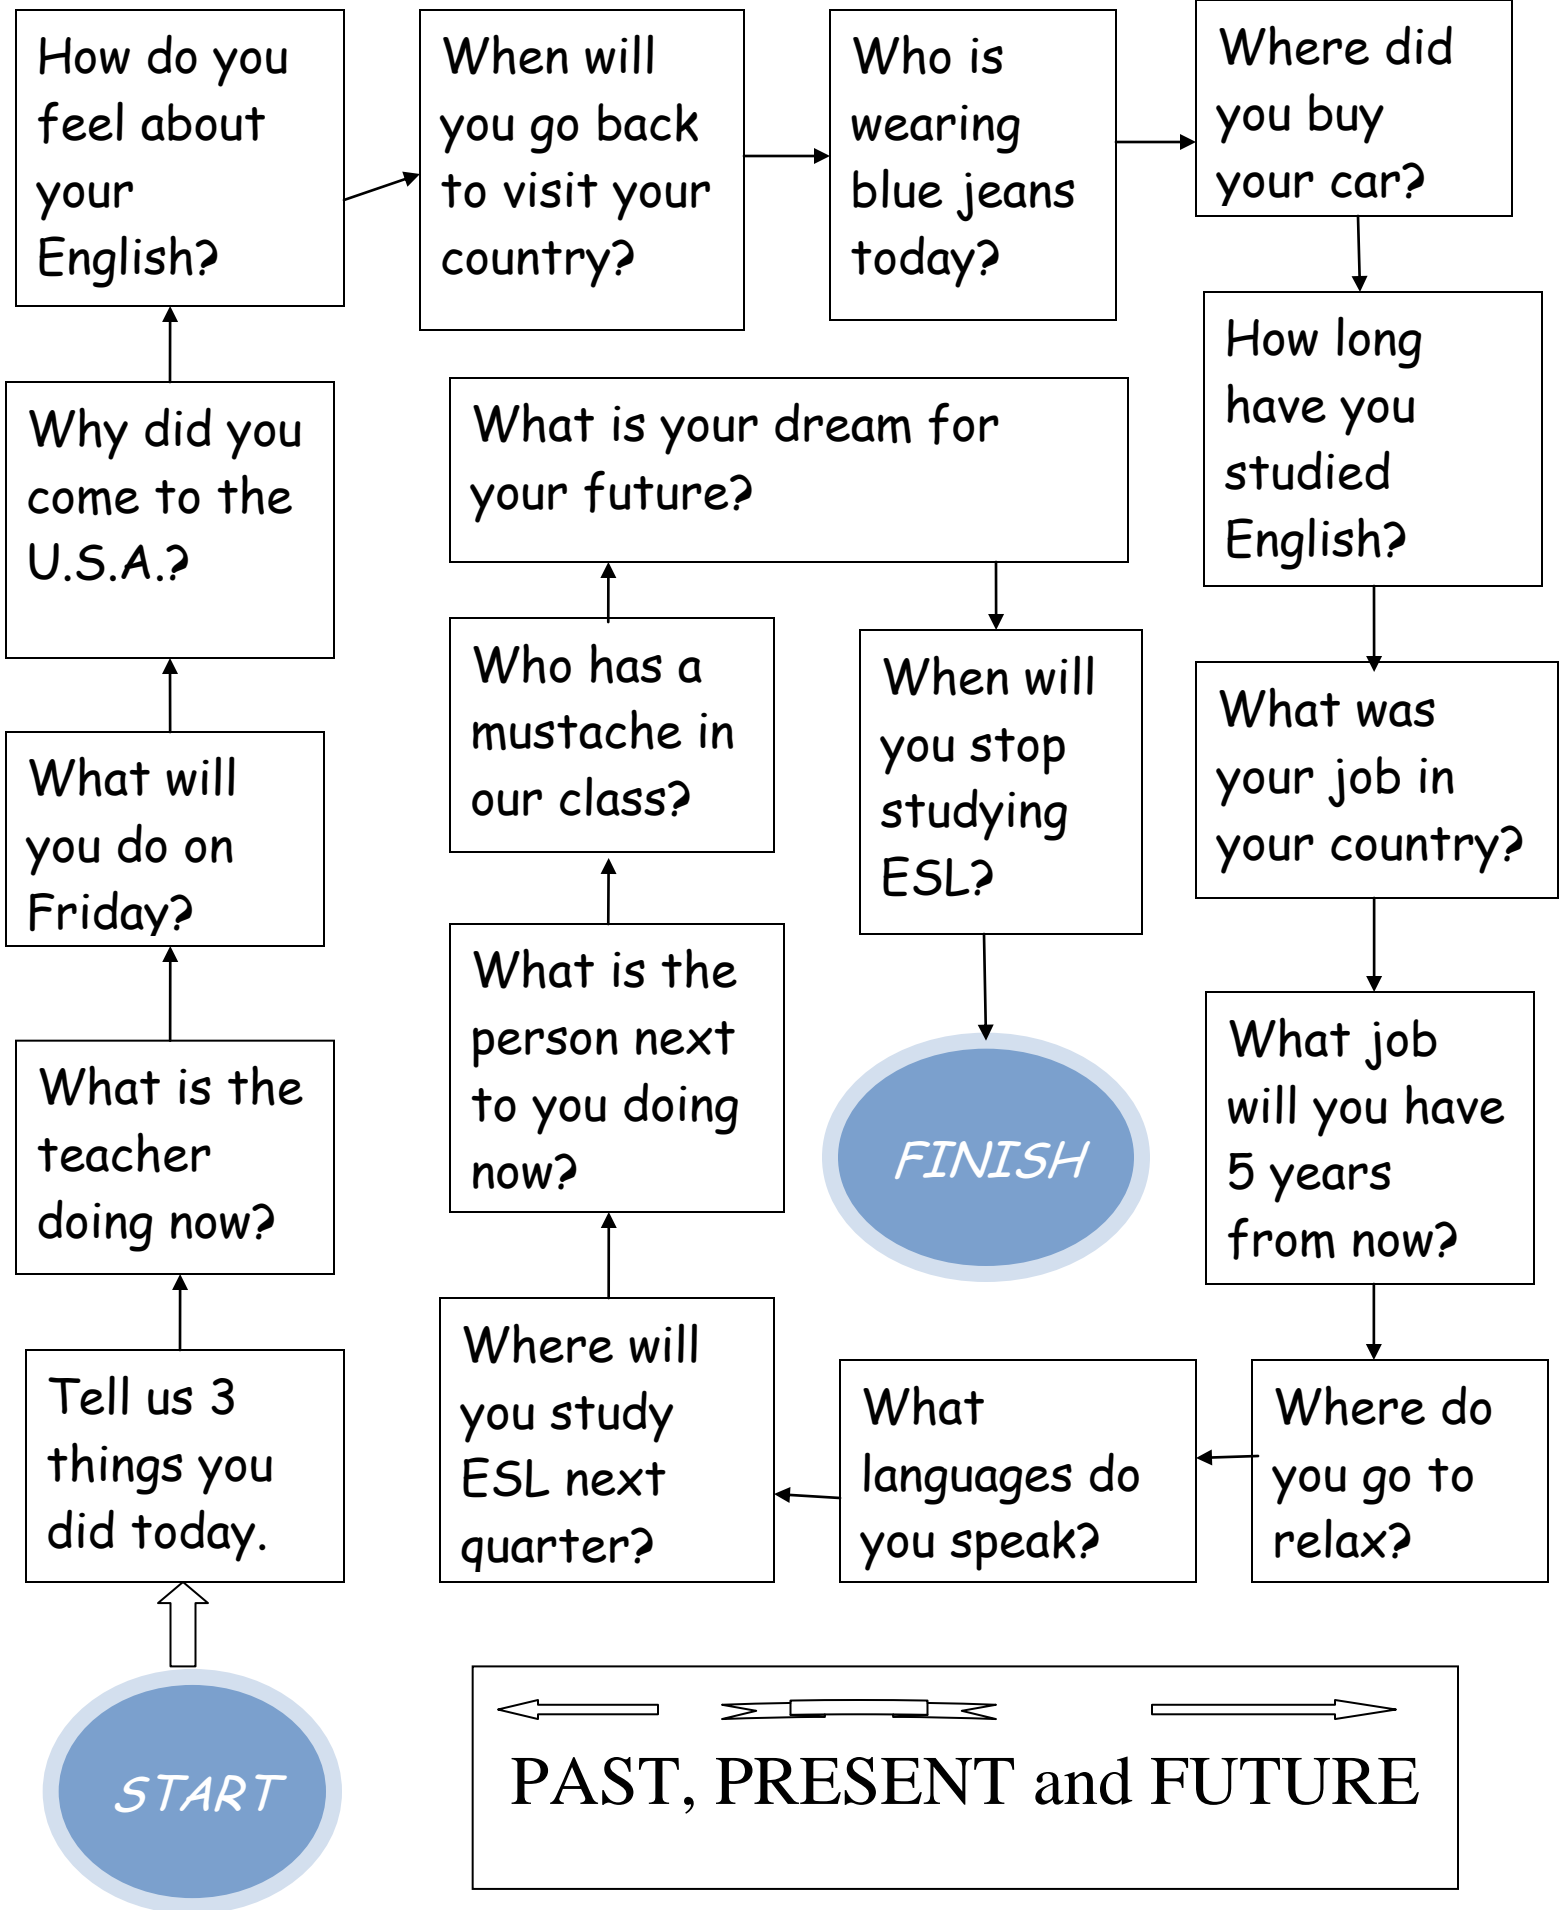 How do you
feel about
your
English?
When will
you go back
to visit your
country?
Who is
wearing
blue jeans
today?
Where did
you buy
your car?
How long
have you
studied
English?
Why did you
come to the
U.S.A.?
What is your dream for
your future?
Who has a
mustache in
our class?
When will
you stop
studying
ESL?
What was
your job in
your country?
What will
you do on
Friday?
What is the
person next
to you doing
now?
What job
will you have
5 years
from now?
What is the
teacher
doing now?
FINISH
Where will
you study
ESL next
quarter?
What
languages do
you speak?
Where do
you go to
relax?
Tell us 3
things you
did today.
START
PAST, PRESENT and FUTURE